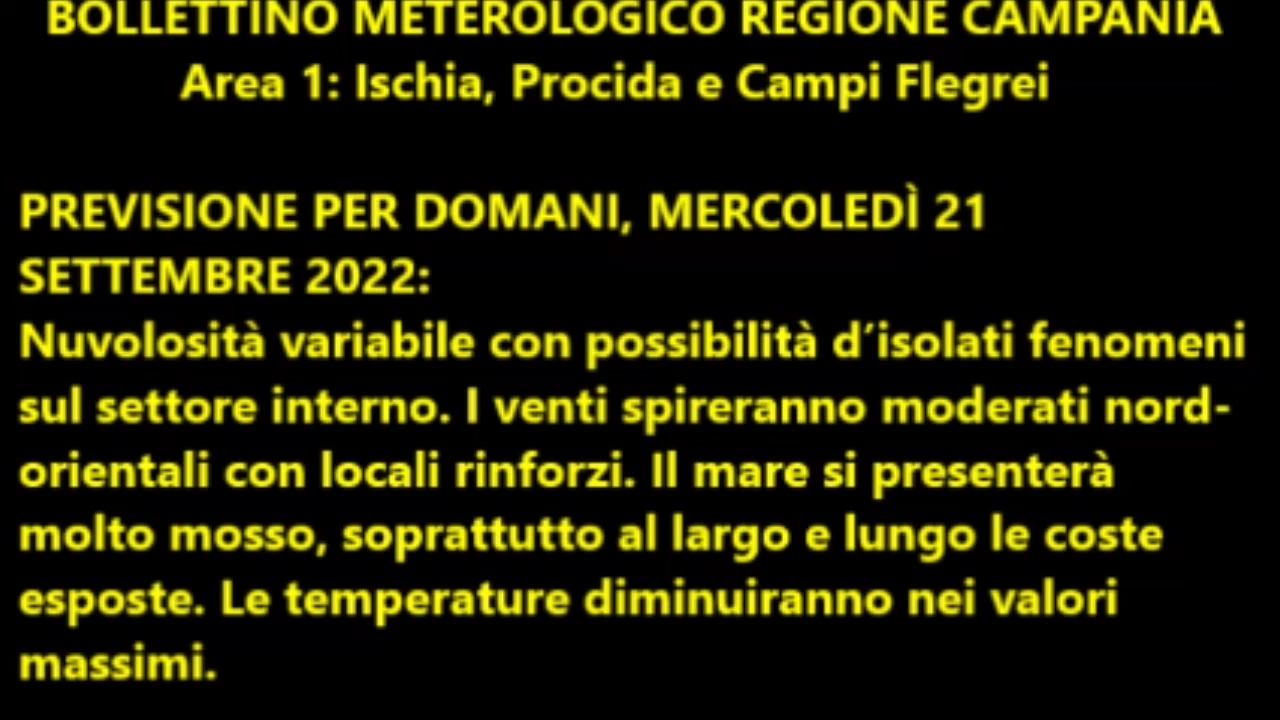 BOLLETTINO METEROLOGICO REGIONE CAMPANIA
Area 1: Ischia, Procida e Campi Flegrei
PREVISIONE PER DOMANI, MERCOLEDÌ 21
SETTEMBRE 2022:
Nuvolosità variabile con possibilità d’isolati fenomeni
sul settore interno. I venti spireranno moderati nord-
orientali con locali rinforzi. Il mare si presenterà
molto mosso, soprattutto al largo e lungo le coste
esposte. Le temperature diminuiranno nei valori
massimi.